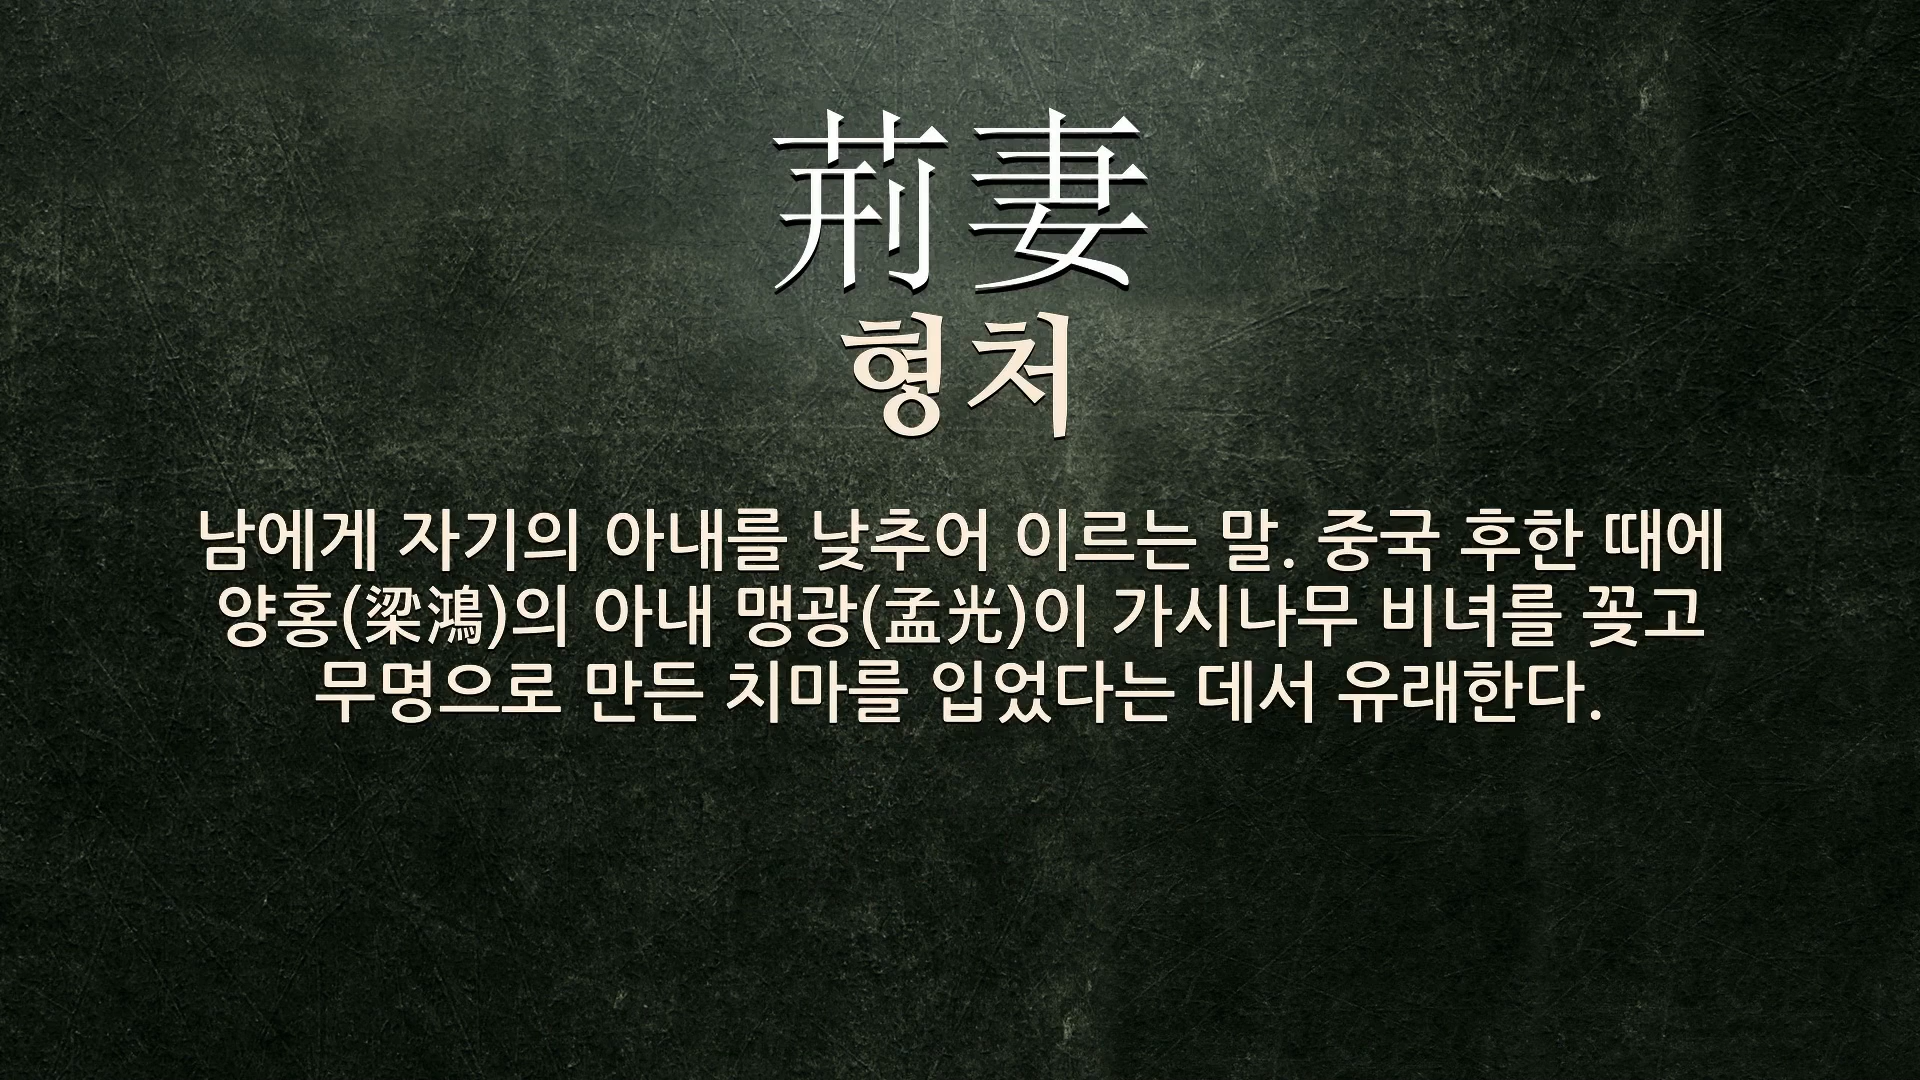 荊妻
형처
남에게 자기의 아내를 낮추어 이르는 말. 중국 후한 때에
양홍(梁鴻)의 아내 맹광(孟光)이 가시나무 비녀를 꽂고
무명으로 만든 치마를 입었다는 데서 유래한다.